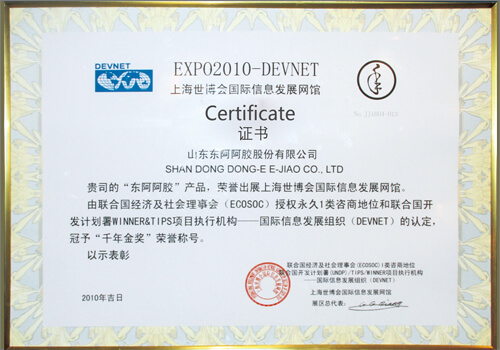 DEVNET
EXPO2010-DEVNET
上海世博会国际信息发展网馆
Certificate
证书
山东东阿阿胶股份有限公司
SHAN DONG DONG-E E-JIAO CO., LTD
贵司的“东阿阿胶”产品,荣誉出展上海世博会国际信息发展网馆。
由联合国经济及社会理事会(ECOSOC)授权永久1类咨商地位和联合国开
发计划署WINNER&TIPS项目执行机构——国际信息发展组织(DEVNET)的认定,
冠予“千年金奖”荣誉称号。
以示表彰
联合国经济及社会理事会(ECOSOC)1类咨商地位
联合国开发计划署(UNDP)/TIPS/WINNER项目执行机构
——国际信息发展组织(DEVNET)
2010年吉日
上海世博会国际信息发展网馆
展区总代表: